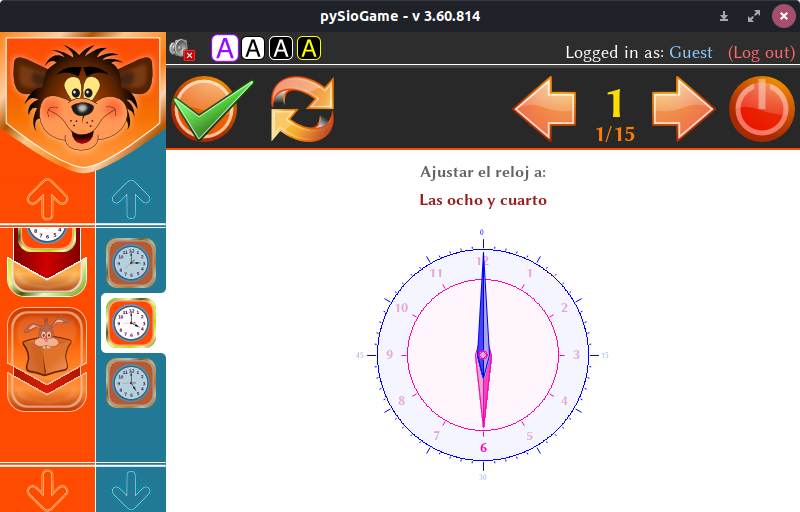 pySioGame - v 3.60.814
A A A A
Logged in as: Guest (Log out)
1
1/15
Ajustar el reloj a:
Las ocho y cuarto
0
12
11 1
10 2
45 9 3 15
8 4
7 5
6
30